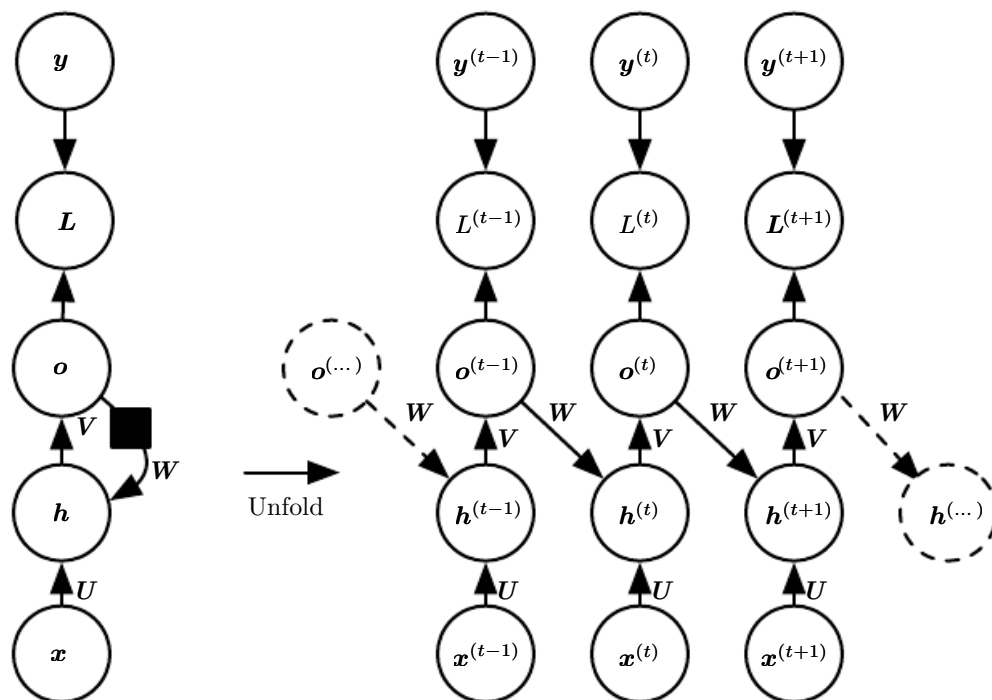 y y^(t−1) y^(t) y^(t+1)
L L^(t−1) L^(t) L^(t+1)
o o^(...) o^(t−1) o^(t) o^(t+1)
W W W W
V V V V
W
Unfold
h h^(t−1) h^(t) h^(t+1) h^(...)
U U U U
x x^(t−1) x^(t) x^(t+1)